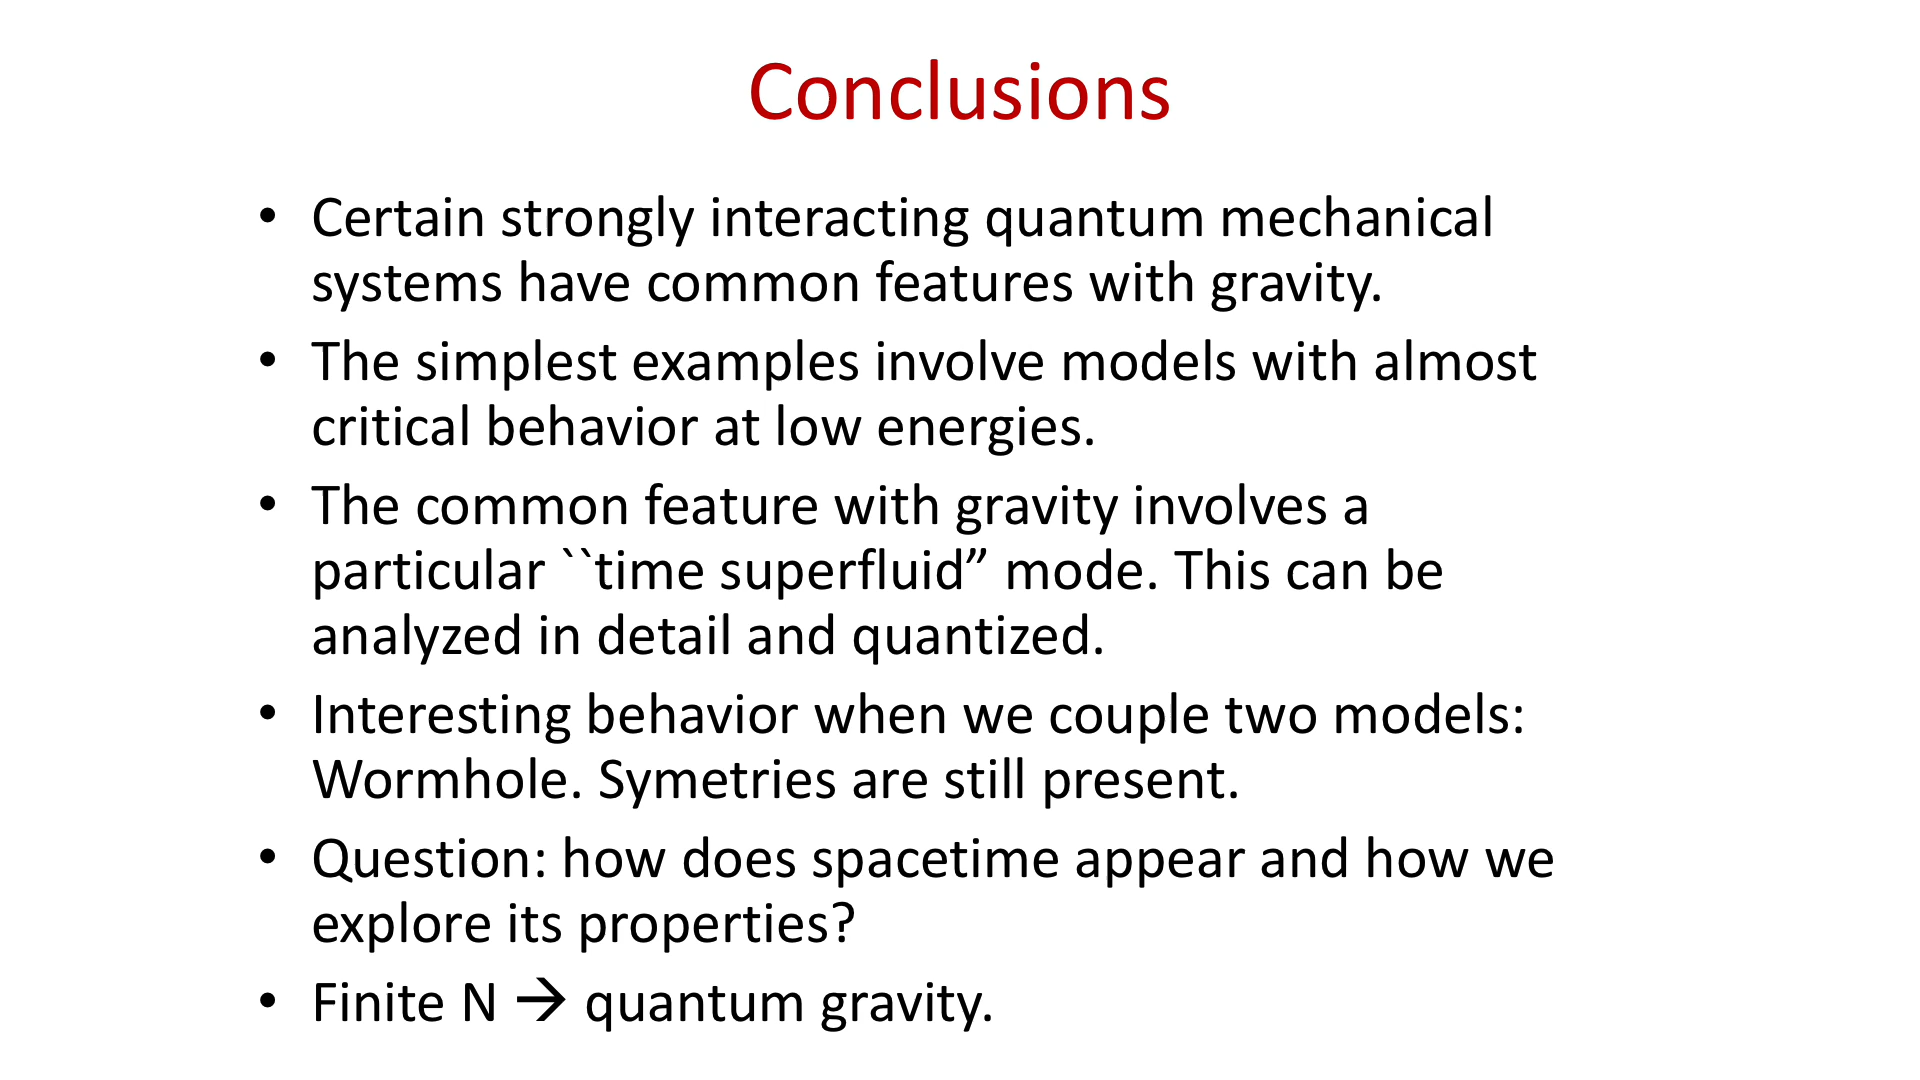 Conclusions
• Certain strongly interacting quantum mechanical
systems have common features with gravity.
• The simplest examples involve models with almost
critical behavior at low energies.
• The common feature with gravity involves a
particular ``time superfluid” mode. This can be
analyzed in detail and quantized.
• Interesting behavior when we couple two models:
Wormhole. Symetries are still present.
• Question: how does spacetime appear and how we
explore its properties?
• Finite N → quantum gravity.